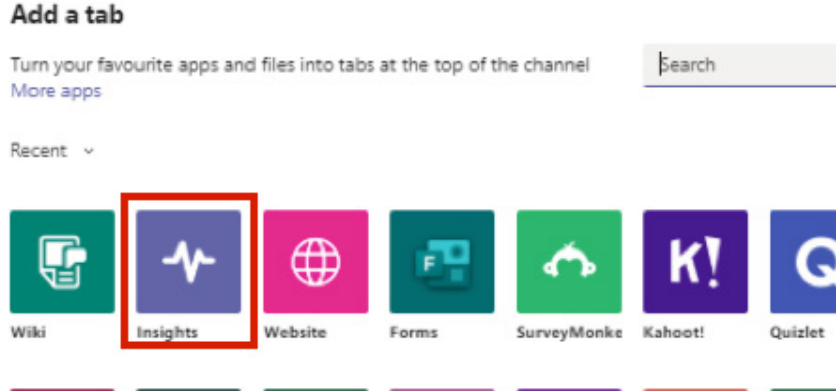 Add a tab
Turn your favourite apps and files into tabs at the top of the channel
More apps
Search
Recent
F
K!
Q
Wiki
Insights
Website
Forms
SurveyMonke
Kahoot!
Quizlet